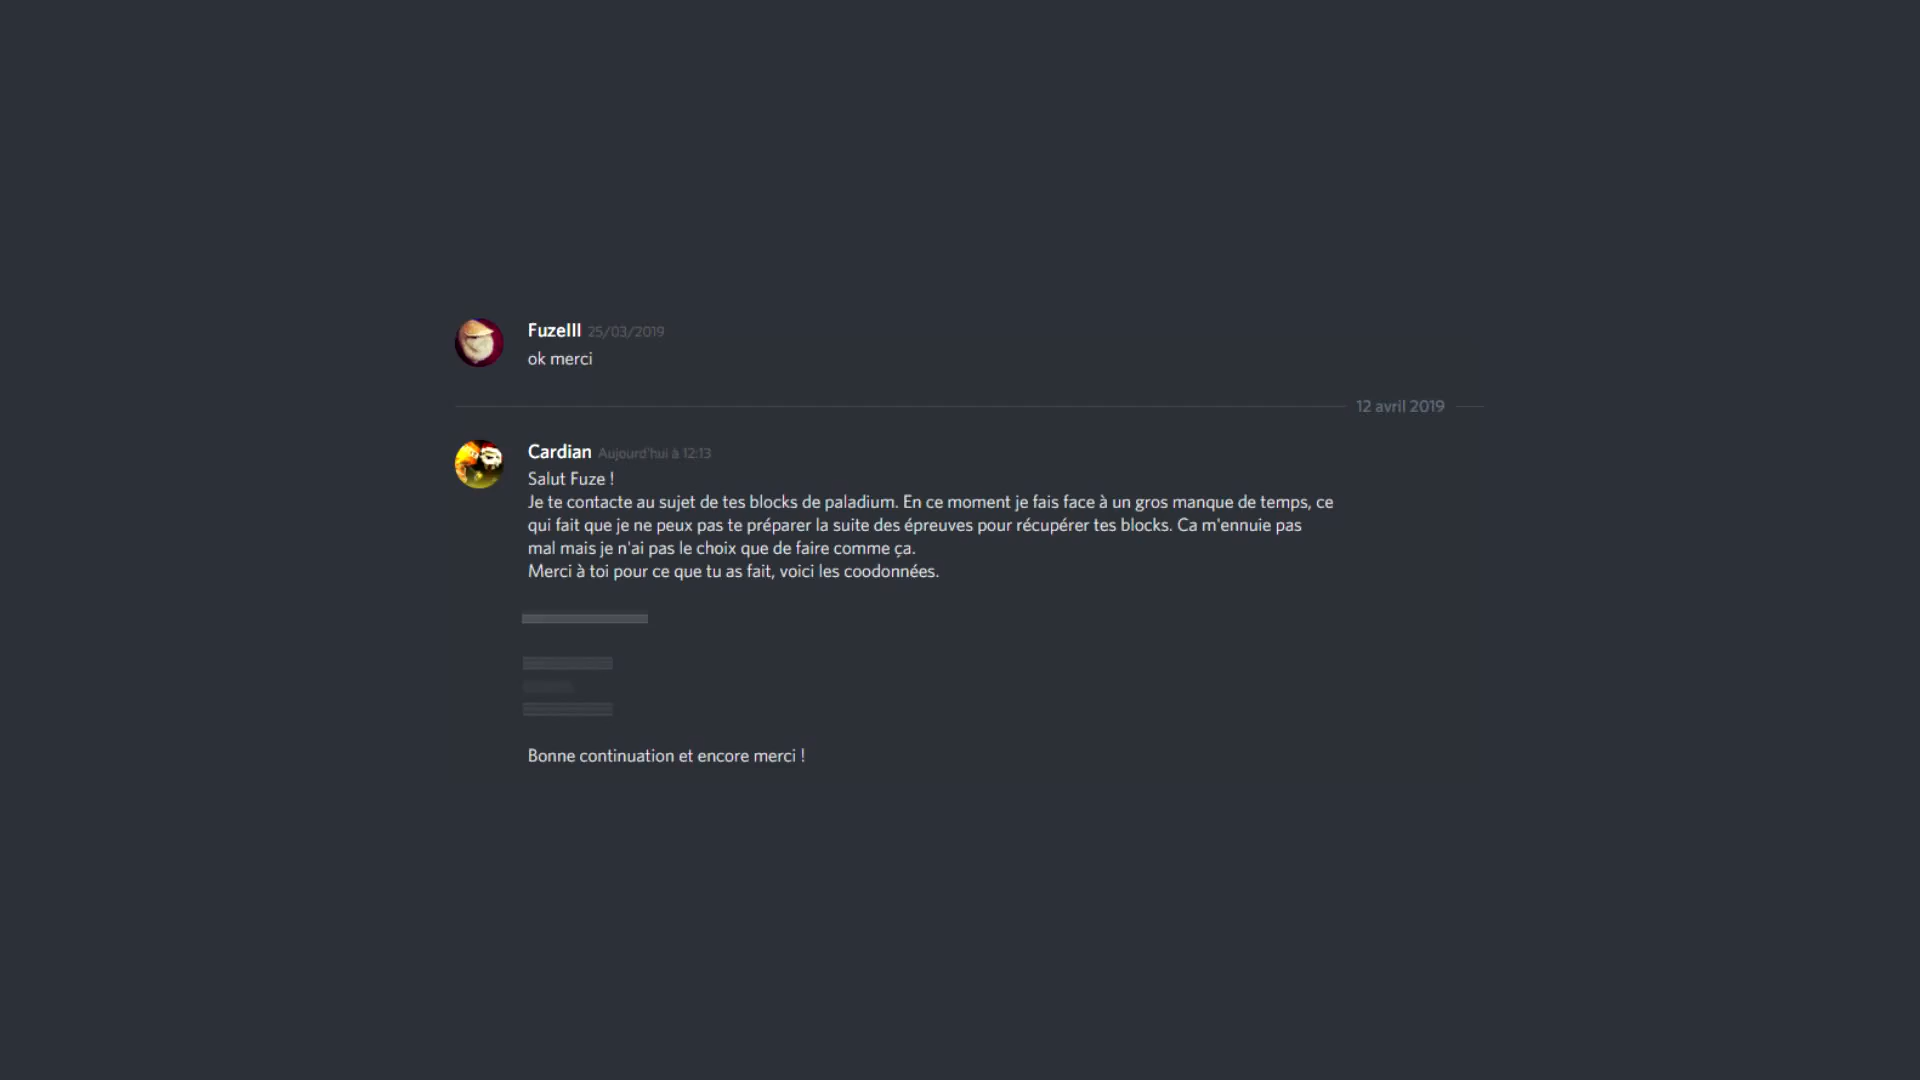 FuzeIII 25/03/2019
ok merci
12 avril 2019
Cardian Aujourd'hui à 12:13
Salut Fuze !
Je te contacte au sujet de tes blocks de paladium. En ce moment je fais face à un gros manque de temps, ce
qui fait que je ne peux pas te préparer la suite des épreuves pour récupérer tes blocks. Ca m'ennuie pas
mal mais je n'ai pas le choix que de faire comme ça.
Merci à toi pour ce que tu as fait, voici les coodonnées.
Bonne continuation et encore merci !